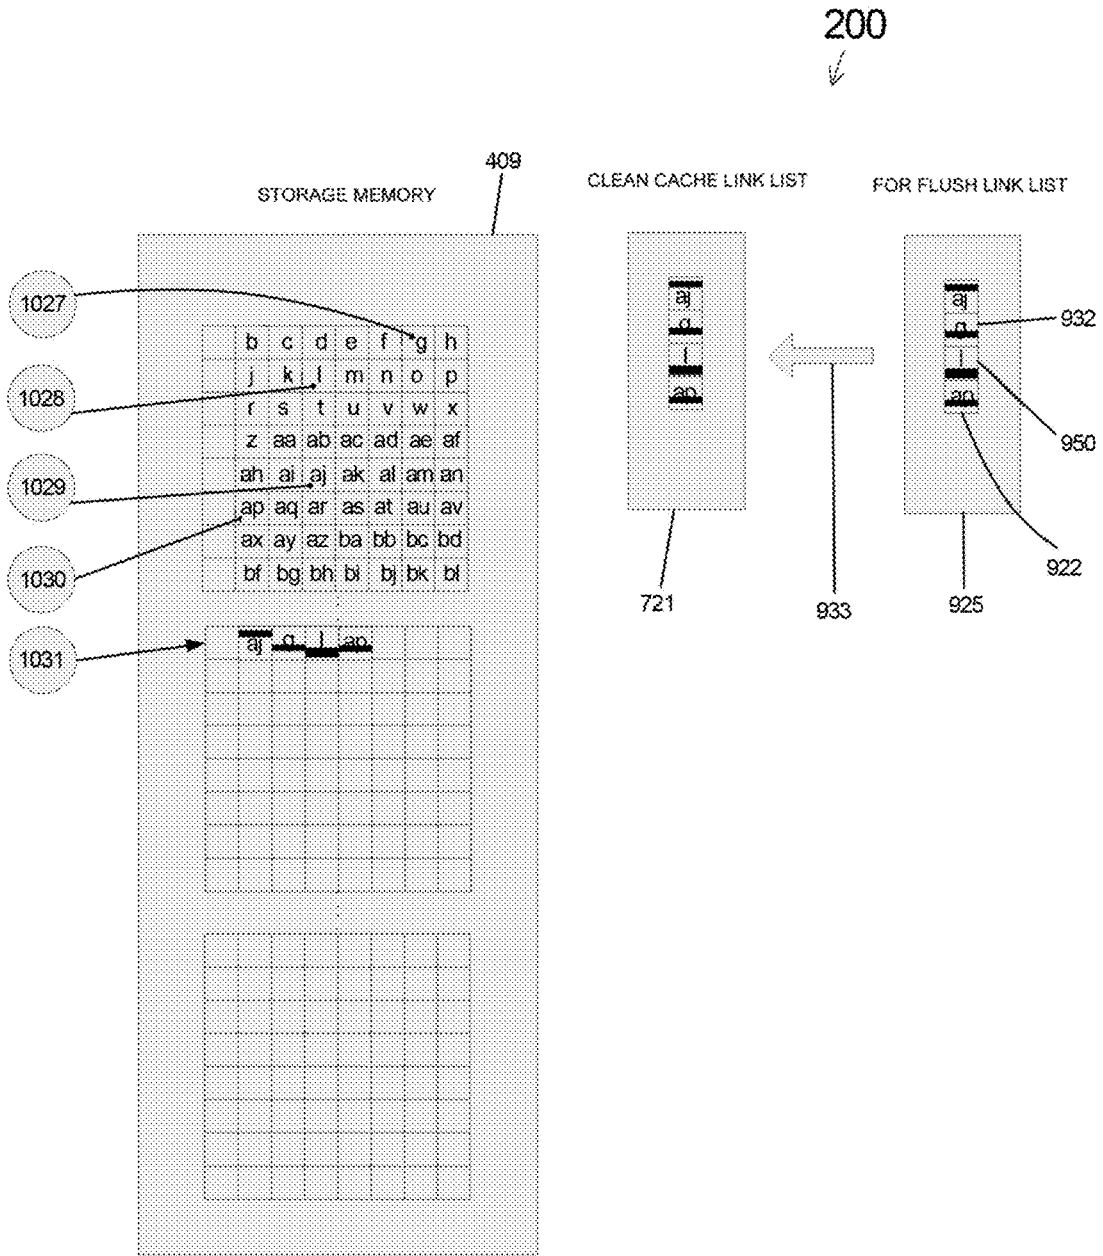 200
409
STORAGE MEMORY
CLEAN CACHE LINK LIST
FOR FLUSH LINK LIST
1027
1028
1029
1030
1031
b c d e f g h
j k l m n o p
r s t u v w x
z aa ab ac ad ae af
ah ai aj ak al am an
ap aq ar as at au av
ax ay az ba bb bc bd
bf bg bh bi bj bk bl
aj q l ap
aj
q
l
ap
aj
q
l
ap
932
950
922
721
933
925